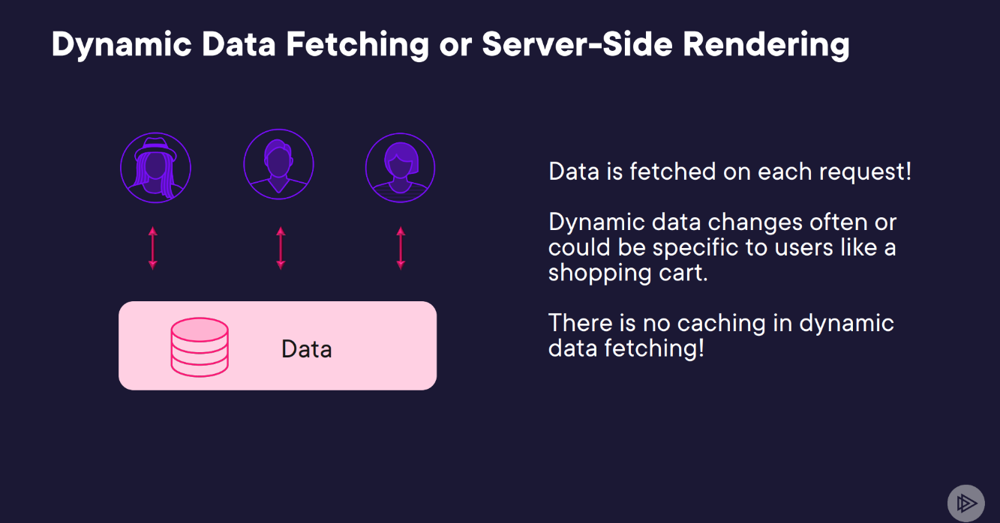 Dynamic Data Fetching or Server-Side Rendering
Data is fetched on each request!
Dynamic data changes often or
could be specific to users like a
shopping cart.
There is no caching in dynamic
data fetching!
Data